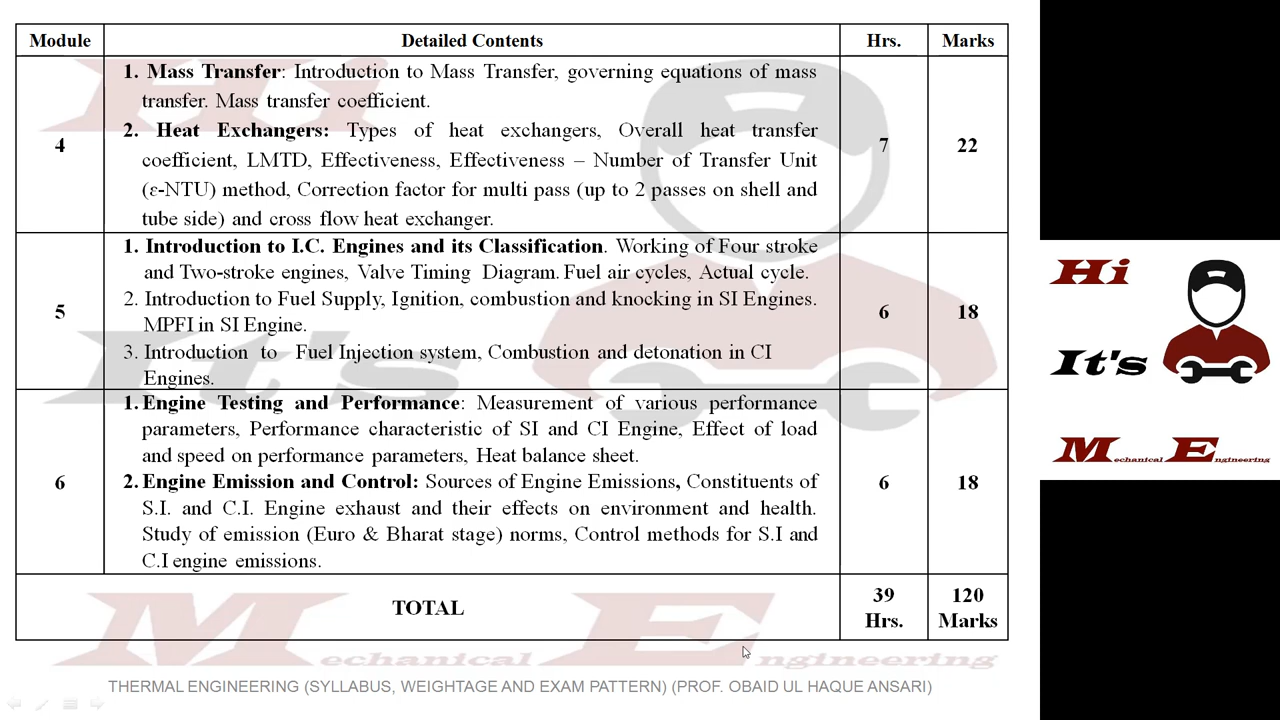 Module Detailed Contents Hrs. Marks
4
1. Mass Transfer: Introduction to Mass Transfer, governing equations of mass
transfer. Mass transfer coefficient.
2. Heat Exchangers: Types of heat exchangers, Overall heat transfer
coefficient, LMTD, Effectiveness, Effectiveness – Number of Transfer Unit
(ε-NTU) method, Correction factor for multi pass (up to 2 passes on shell and
tube side) and cross flow heat exchanger.
7
22
5
1. Introduction to I.C. Engines and its Classification. Working of Four stroke
and Two-stroke engines, Valve Timing Diagram. Fuel air cycles, Actual cycle.
2. Introduction to Fuel Supply, Ignition, combustion and knocking in SI Engines.
MPFI in SI Engine.
3. Introduction to Fuel Injection system, Combustion and detonation in CI
Engines.
6
18
6
1. Engine Testing and Performance: Measurement of various performance
parameters, Performance characteristic of SI and CI Engine, Effect of load
and speed on performance parameters, Heat balance sheet.
2. Engine Emission and Control: Sources of Engine Emissions, Constituents of
S.I. and C.I. Engine exhaust and their effects on environment and health.
Study of emission (Euro & Bharat stage) norms, Control methods for S.I and
C.I engine emissions.
6
18
TOTAL
39
Hrs.
120
Marks
Hi
It's
Mechanical Engineering
THERMAL ENGINEERING (SYLLABUS, WEIGHTAGE AND EXAM PATTERN) (PROF. OBAID UL HAQUE ANSARI)
Hi
It's
Mechanical Engineering